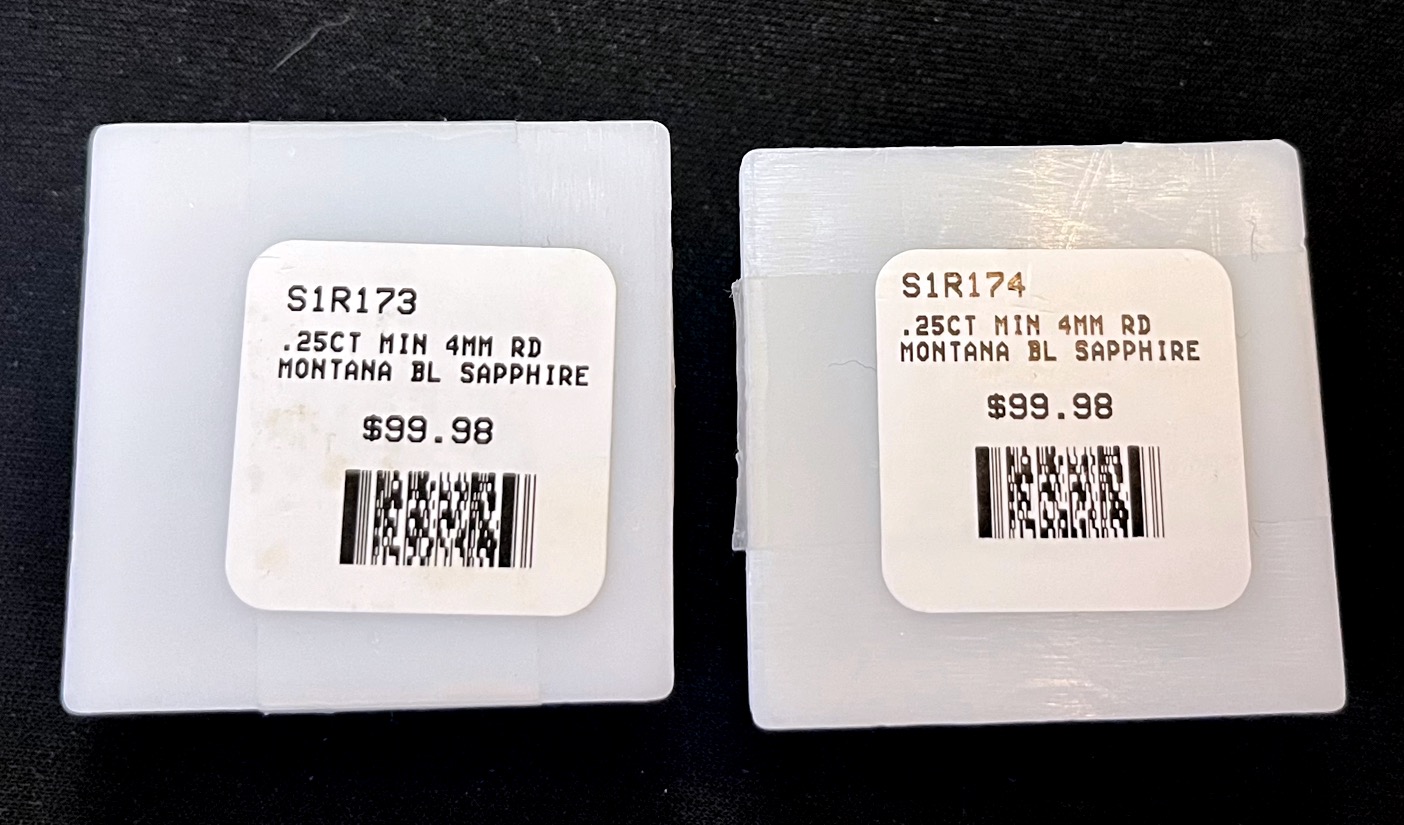 S1R173
.25CT MIN 4MM RD
MONTANA BL SAPPHIRE
$99.98
S1R174
.25CT MIN 4MM RD
MONTANA BL SAPPHIRE
$99.98